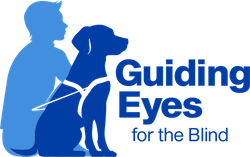 Guiding
Eyes
for the Blind